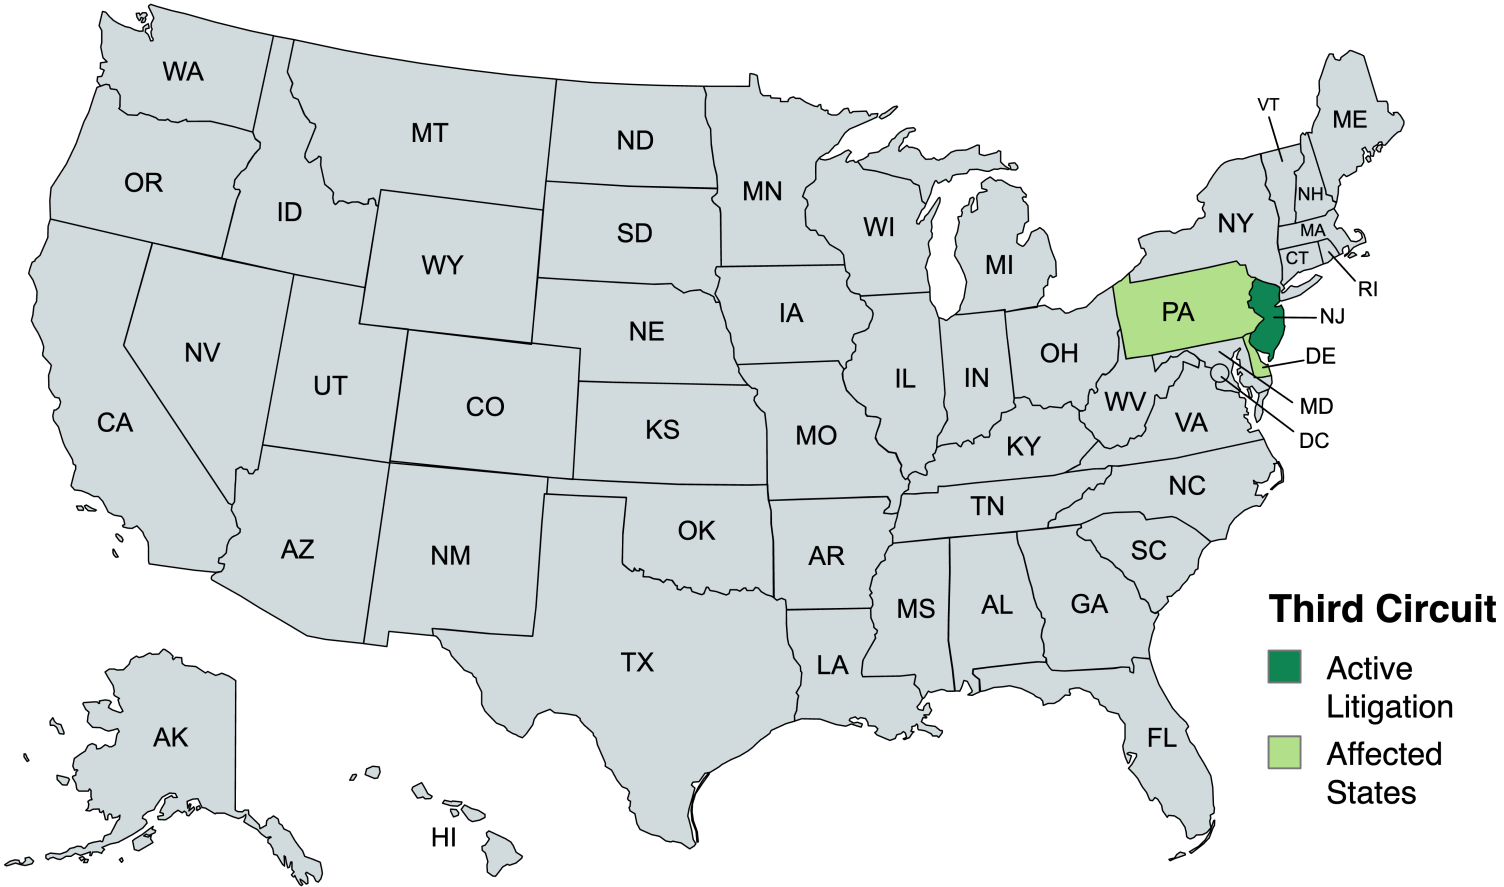 WA
MT
ND
MN
OR
ID
SD
WI
MI
WY
NE
IA
NV
UT
CO
CA
KS
MO
IL
IN
OH
KY
WV
VA
PA
NY
VT
ME
NH
MA
CT
RI
NJ
DE
MD
DC
AZ
NM
OK
AR
TN
NC
SC
MS
AL
GA
TX
LA
FL
AK
HI
Third Circuit
Active
Litigation
Affected
States